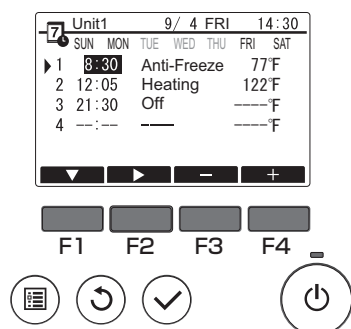 7 Unit1 9/ 4 FRI 14:30
SUN MON TUE WED THU FRI SAT
1 8:30 Anti-Freeze 77°F
2 12:05 Heating 122°F
3 21:30 Off ----°F
4 --:-- —— ----°F
− +
F1 F2 F3 F4